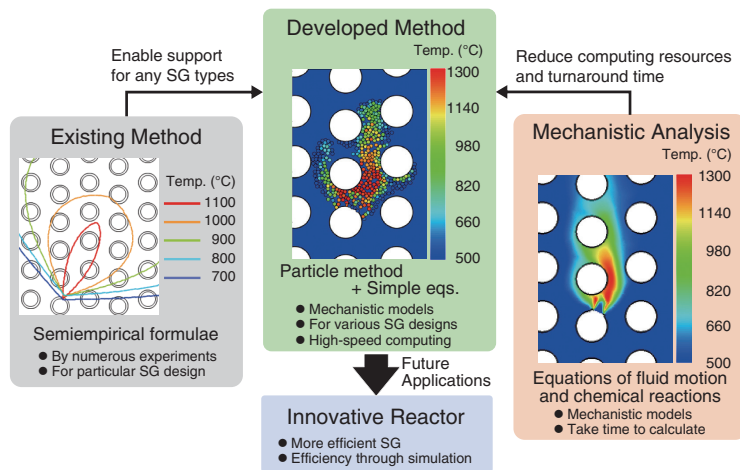 Enable support
for any SG types
Existing Method
Temp. (°C)
1100
1000
900
800
700
Semiempirical formulae
● By numerous experiments
● For particular SG design
Developed Method
Temp. (°C)
1300
1140
980
820
660
500
Particle method
+ Simple eqs.
● Mechanistic models
● For various SG designs
● High-speed computing
Reduce computing resources
and turnaround time
Mechanistic Analysis
Temp. (°C)
1300
1140
980
820
660
500
Equations of fluid motion
and chemical reactions
● Mechanistic models
● Take time to calculate
Future
Applications
Innovative Reactor
● More efficient SG
● Efficiency through simulation